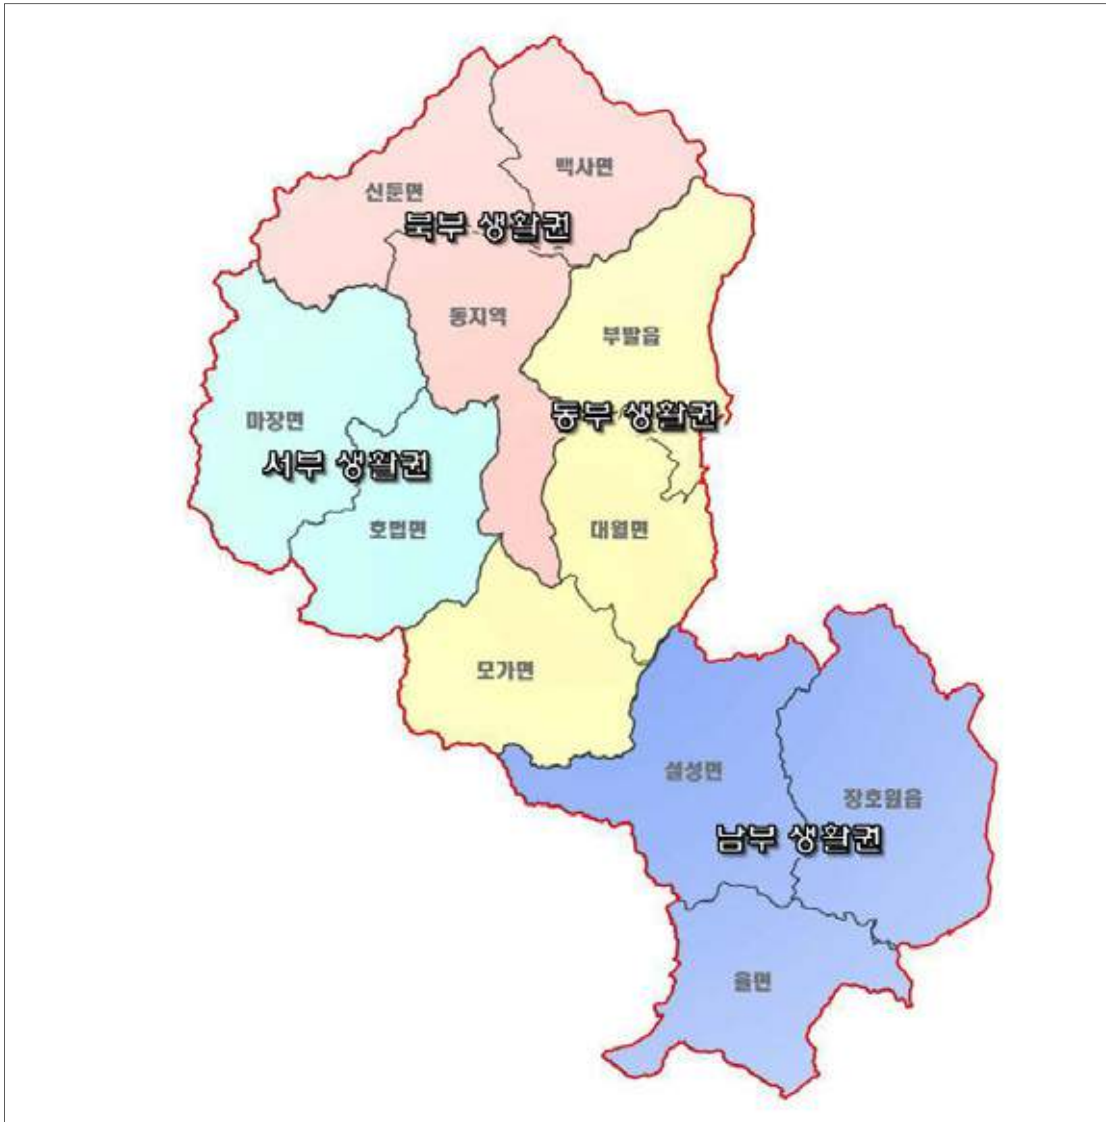 백사면
신둔면
북부 생활권
동지역
부발읍
동부 생활권
마장면
서부 생활권
호법면
대월면
모가면
설성면
장호원읍
남부 생활권
율면